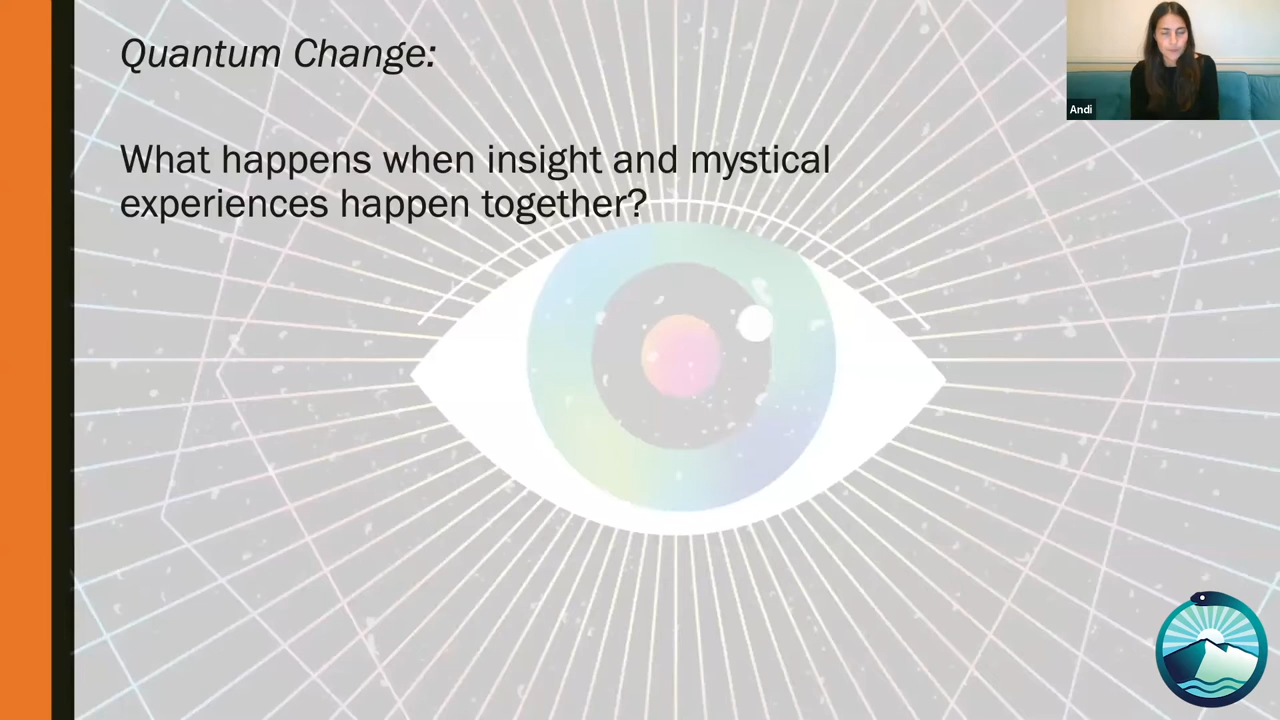 Quantum Change:
What happens when insight and mystical
experiences happen together?
Andi